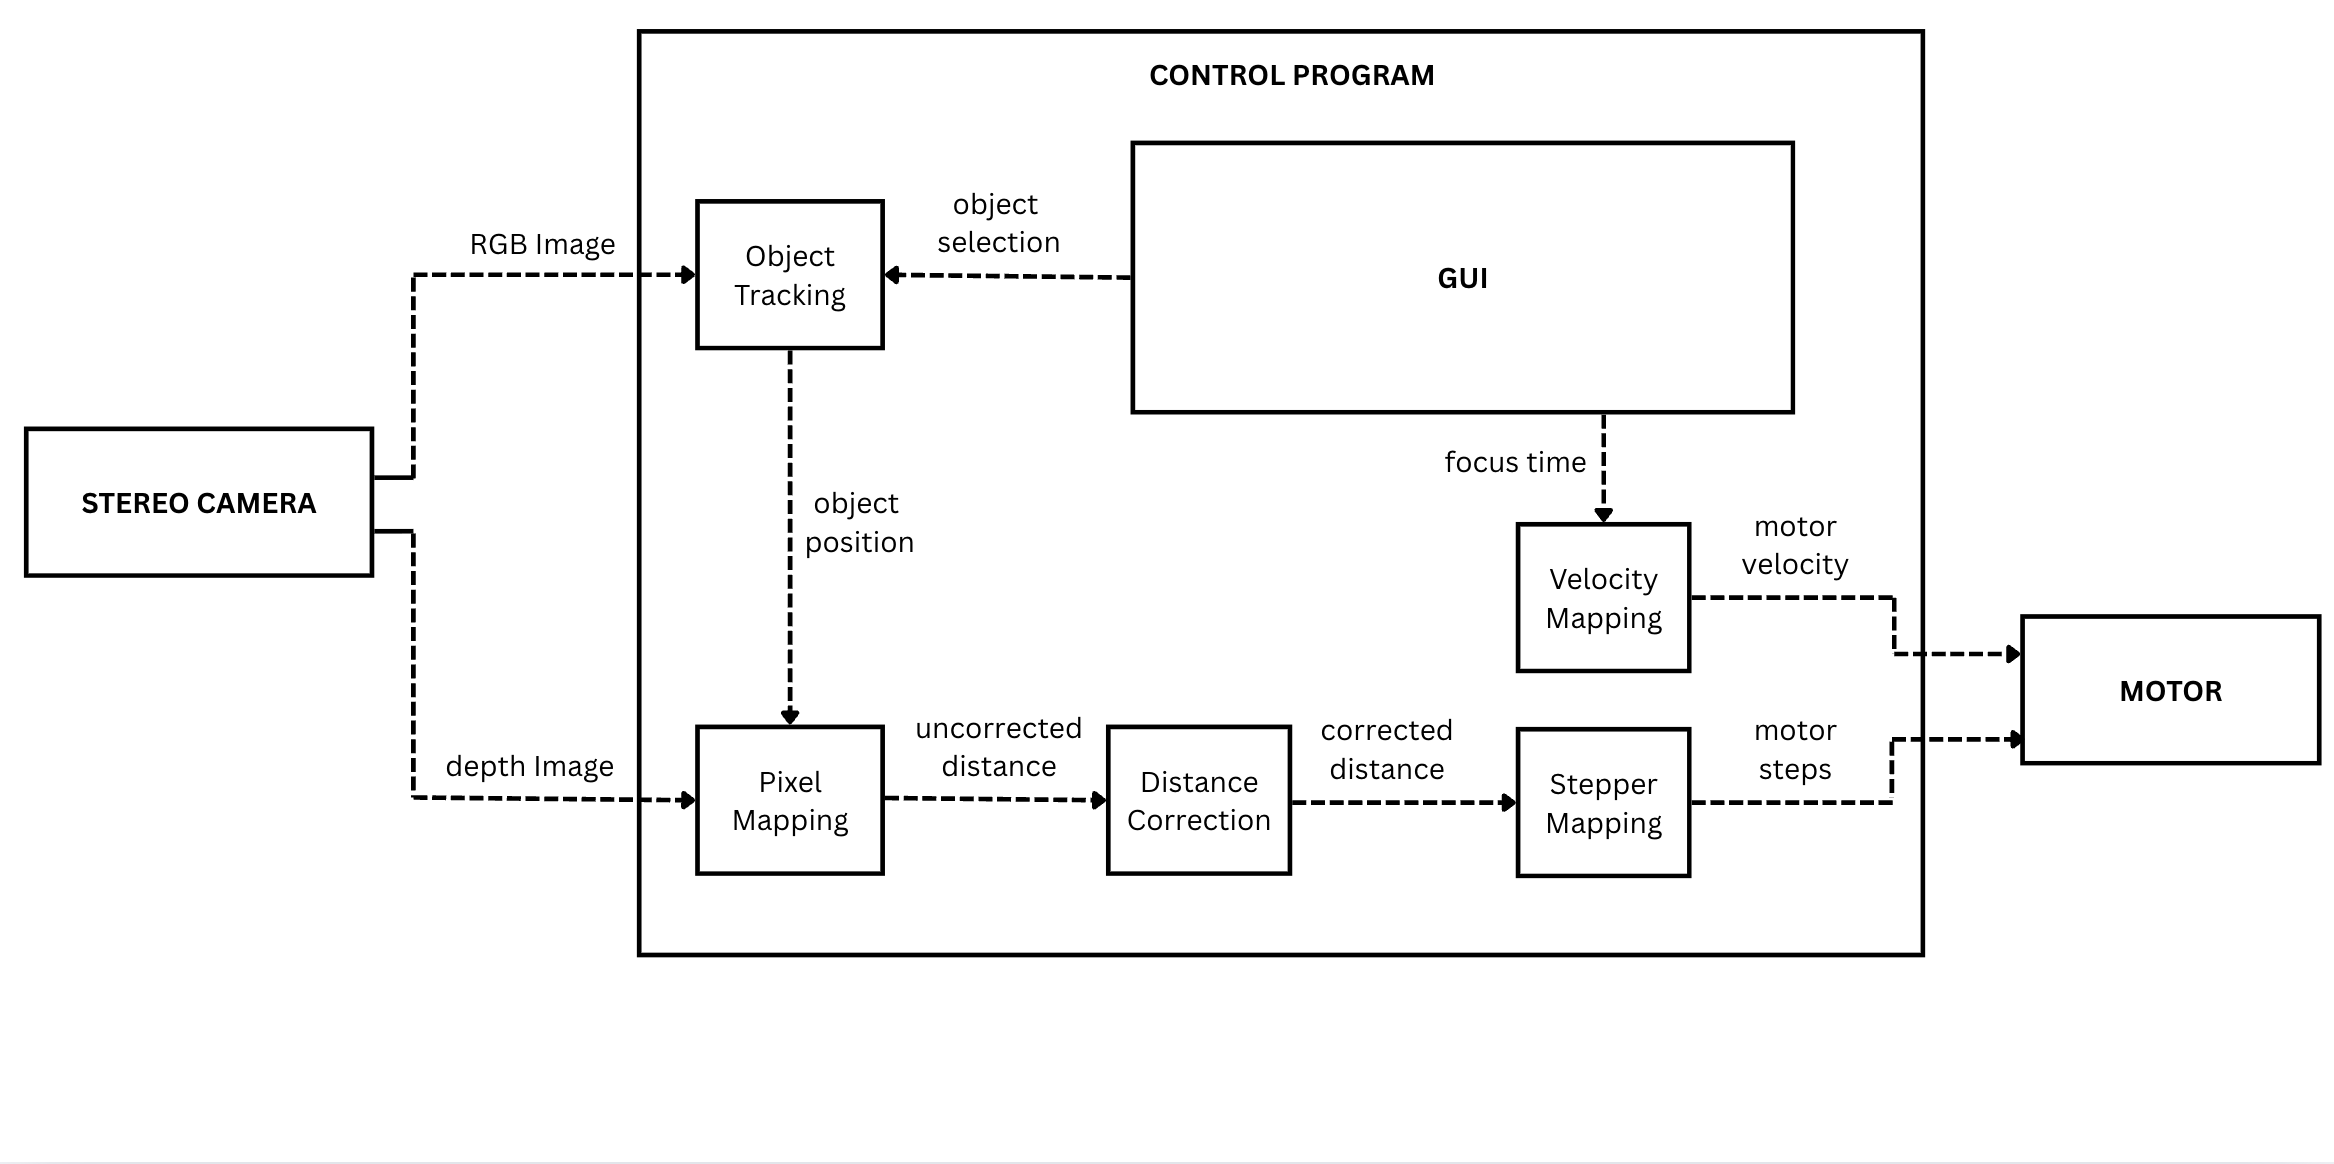 CONTROL PROGRAM
object
selection
RGB Image
Object
Tracking
GUI
focus time
STEREO CAMERA
object
position
motor
velocity
Velocity
Mapping
MOTOR
depth Image
Pixel
Mapping
uncorrected
distance
Distance
Correction
corrected
distance
Stepper
Mapping
motor
steps